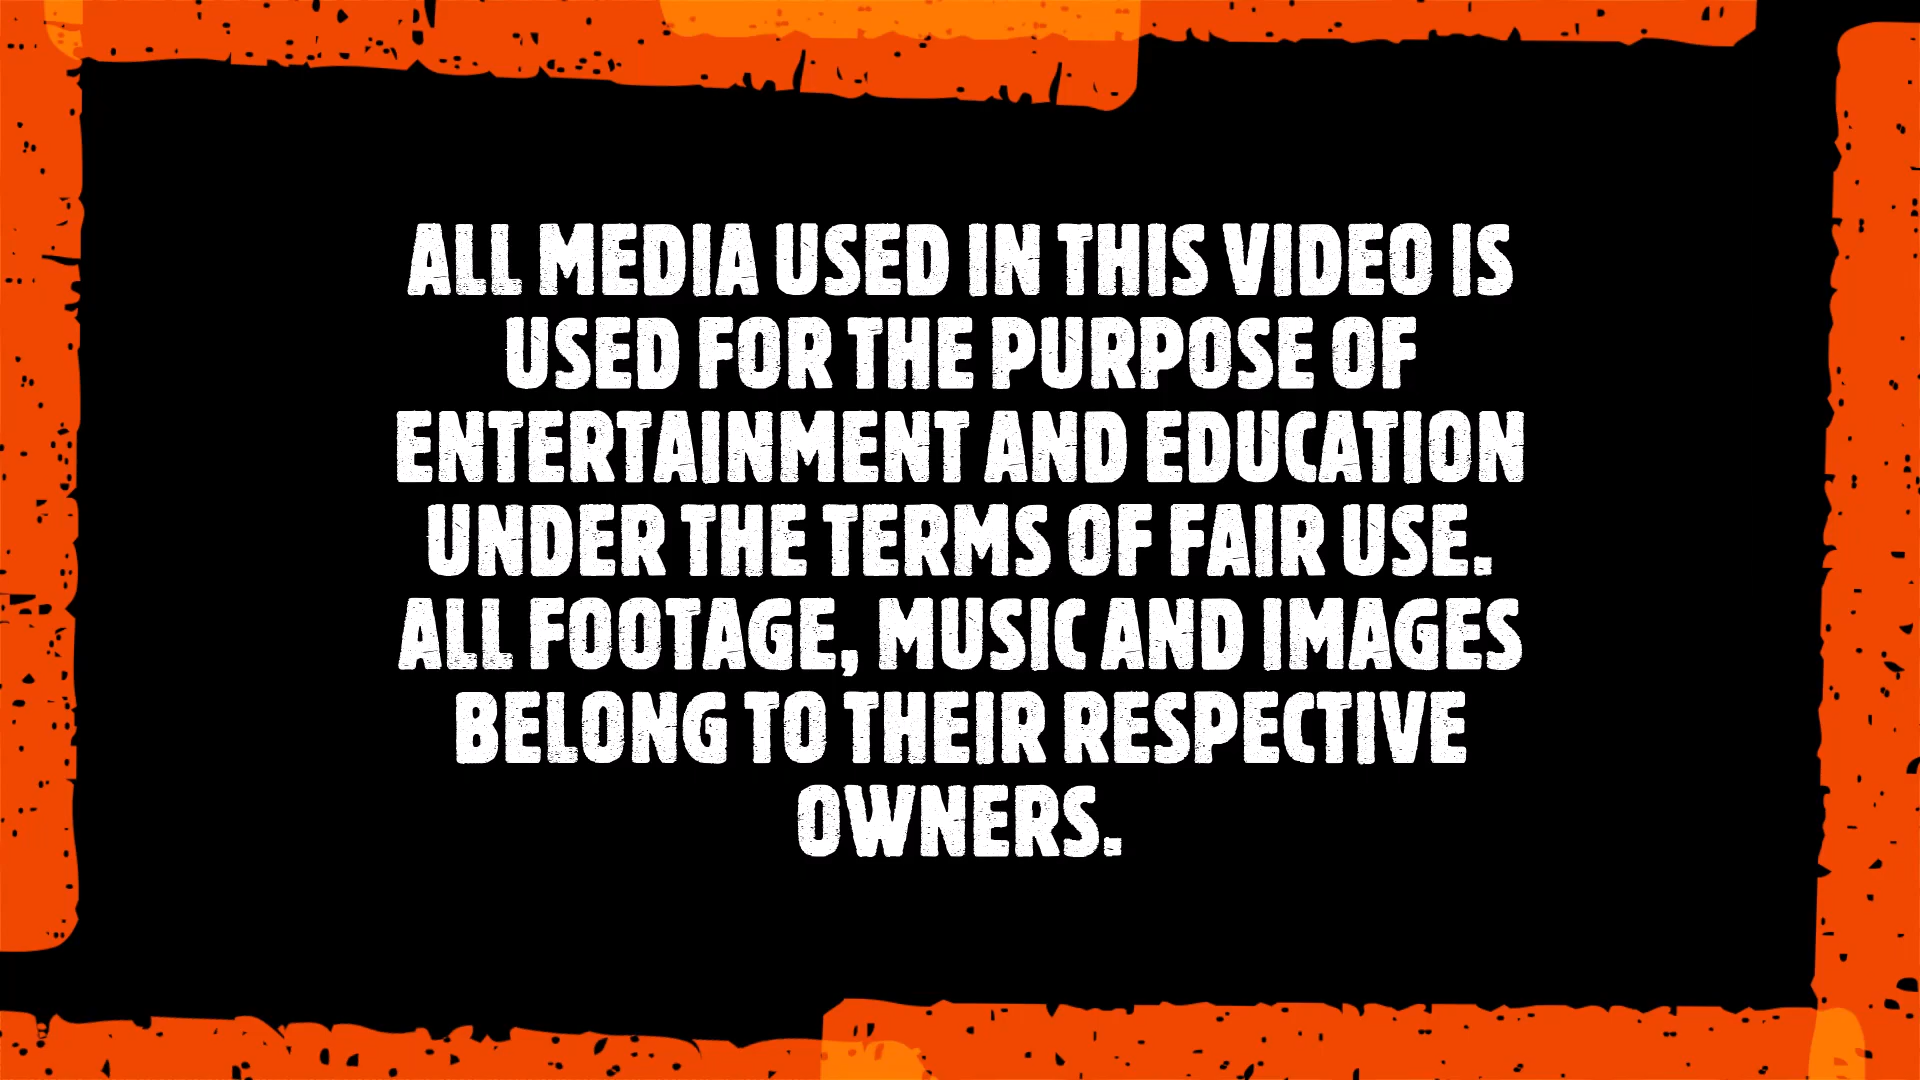 ALL MEDIA USED IN THIS VIDEO IS
USED FOR THE PURPOSE OF
ENTERTAINMENT AND EDUCATION
UNDER THE TERMS OF FAIR USE.
ALL FOOTAGE, MUSIC AND IMAGES
BELONG TO THEIR RESPECTIVE
OWNERS.